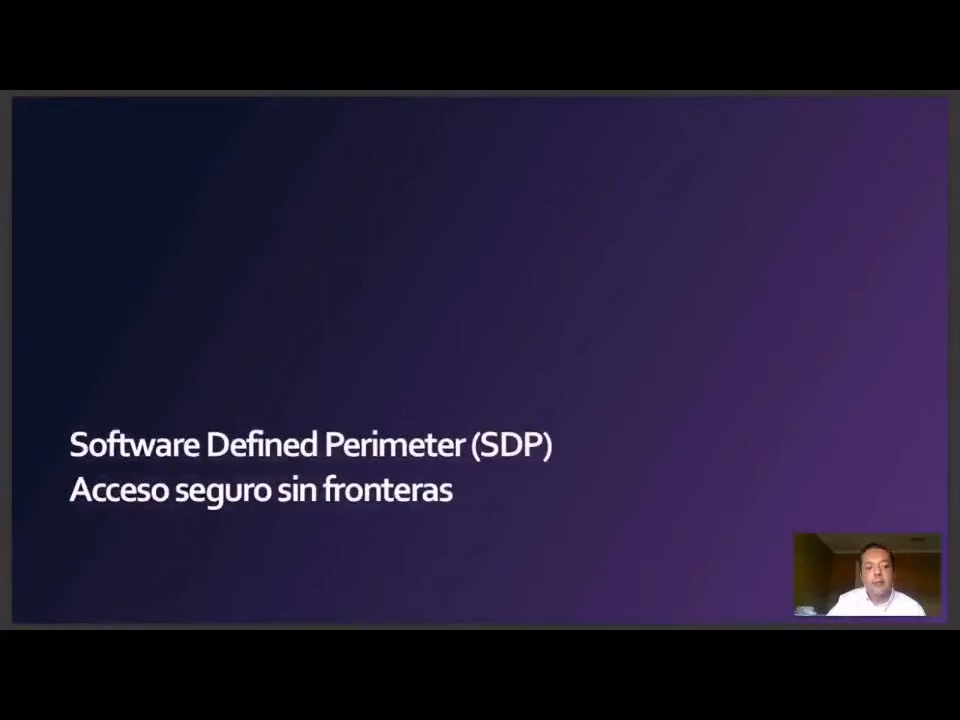 Software Defined Perimeter (SDP)
Acceso seguro sin fronteras